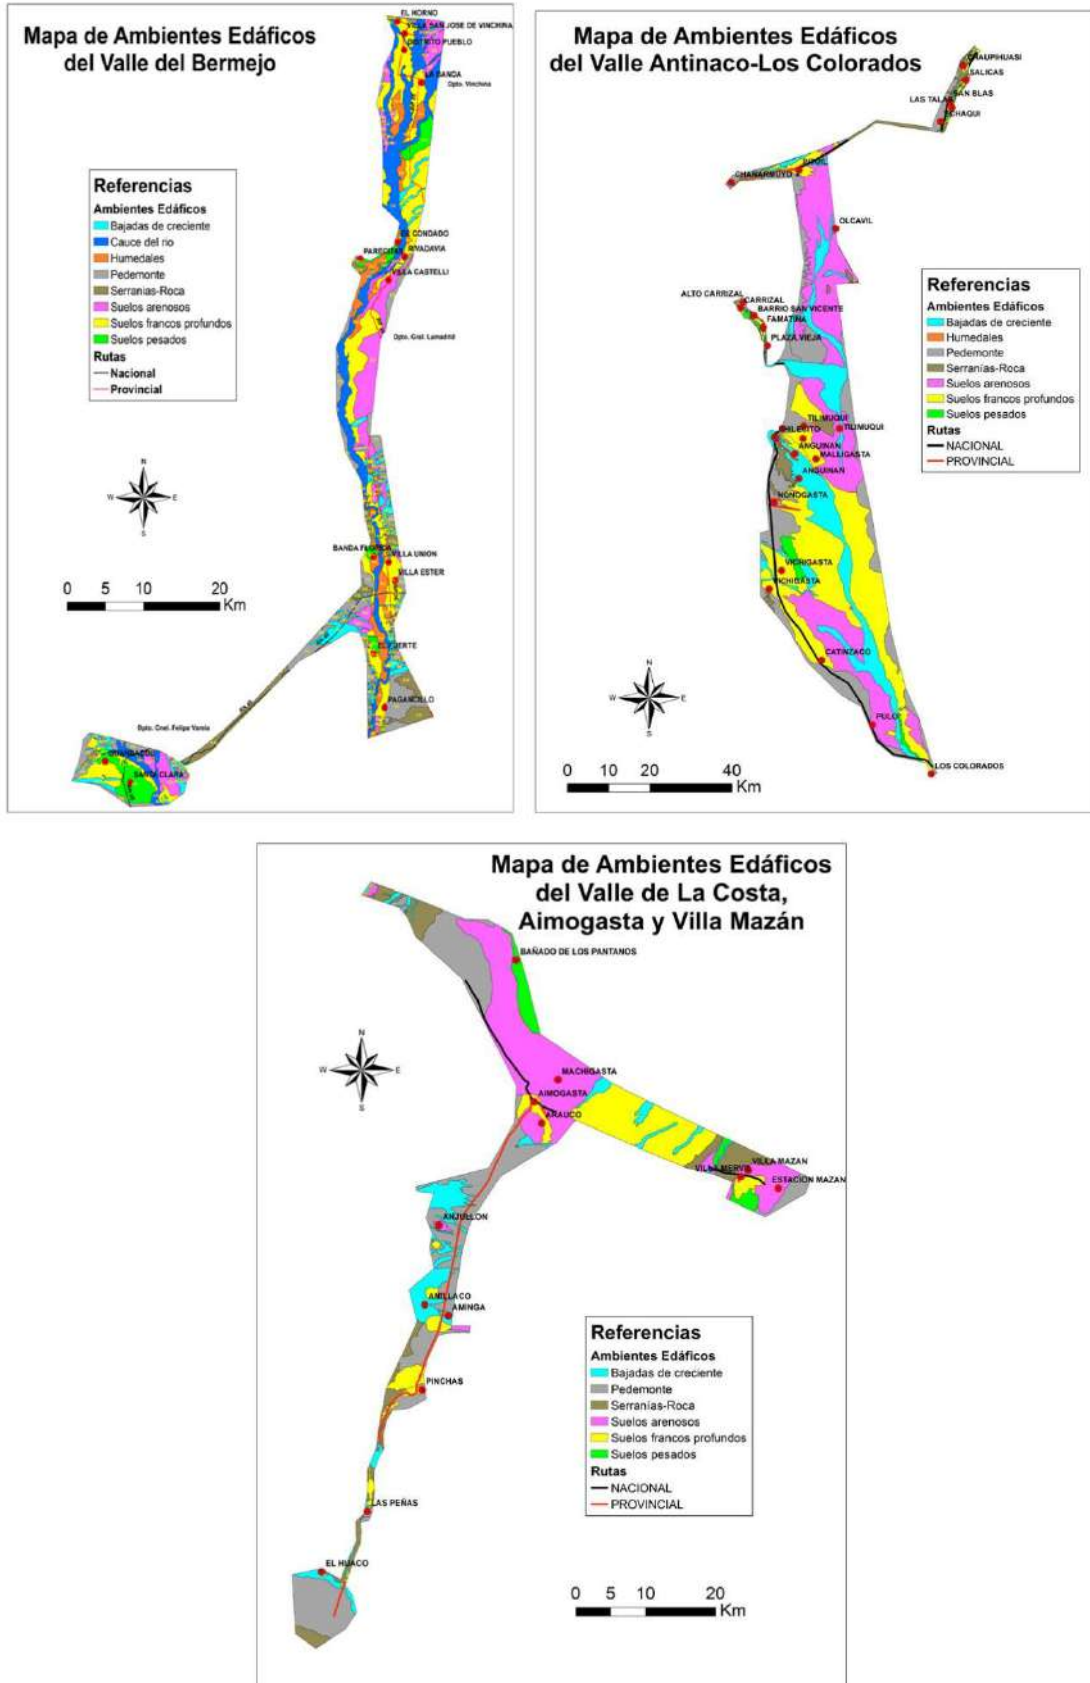 Mapa de Ambientes Edáficos
del Valle del Bermejo
EL HORNO
VILLA SAN JOSE DE VINCHINA
DISTRITO PUEBLO
LA BANDA
Dpto. Vinchina
Referencias
Ambientes Edáficos
Bajadas de creciente
Cauce del rio
Humedales
Pedemonte
Serranías-Roca
Suelos arenosos
Suelos francos profundos
Suelos pesados
Rutas
Nacional
Provincial
CONDADO
RIVADAVIA
VILLA CASTELLI
Dpto. Gral. Lamadrid
N
W
E
S
0 5 10 20
Km
BANDA FLORIDA
VILLA UNION
VILLA ESTER
EL FUERTE
PAGANCILLO
Dpto. Cnel. Felipe Varela
SANTA CLARA
Mapa de Ambientes Edáficos
del Valle Antinaco-Los Colorados
CHAUPIHUASI
SALICAS
SAN BLAS
LAS TALAS
CHAÑARMUYO
PITUIL
OLCAVIL
ALTO CARRIZAL
CARRIZAL
BARRIO SAN VICENTE
FAMATINA
PLAZA VIEJA
Referencias
Ambientes Edáficos
Bajadas de creciente
Humedales
Pedemonte
Serranías-Roca
Suelos arenosos
Suelos francos profundos
Suelos pesados
Rutas
NACIONAL
PROVINCIAL
TILIMUQUI
TILIMUQUI
CHILECITO
ANGUINAN
MALLIGASTA
ANGUINAN
NONOGASTA
VICHIGASTA
VICHIGASTA
CATINZACO
LOS COLORADOS
N
W
E
S
0 10 20 40
Km
Mapa de Ambientes Edáficos
del Valle de La Costa,
Aimogasta y Villa Mazán
BAÑADO DE LOS PANTANOS
N
W
E
S
MACHIGASTA
AIMOGASTA
ARAUCO
VILLA MAZAN
ESTACION MAZAN
ANJULLON
ANILLACO
AMINGA
PINCHAS
LAS PEÑAS
EL HUACO
Referencias
Ambientes Edáficos
Bajadas de creciente
Pedemonte
Serranías-Roca
Suelos arenosos
Suelos francos profundos
Suelos pesados
Rutas
NACIONAL
PROVINCIAL
0 5 10 20
Km